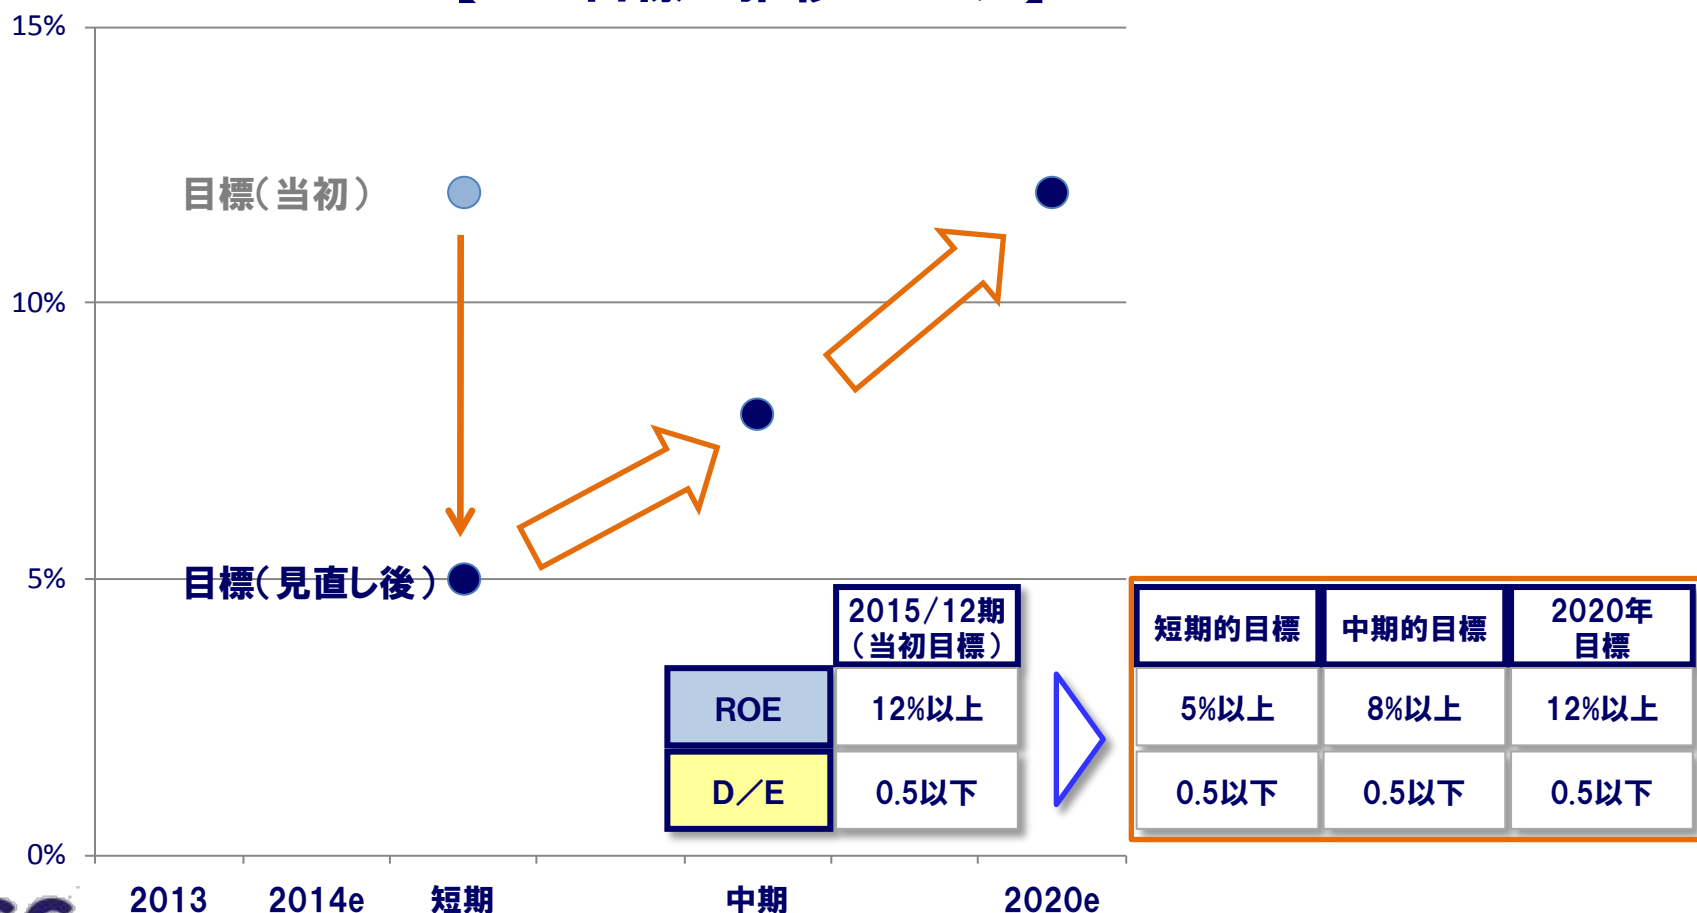 15%
目標（当初）
10%
目標（見直し後）
5%
2015/12期
（当初目標）
短期的目標
中期的目標
2020年
目標
ROE
12%以上
5%以上
8%以上
12%以上
D／E
0.5以下
0.5以下
0.5以下
0.5以下
0%
2013
2014e
短期
中期
2020e